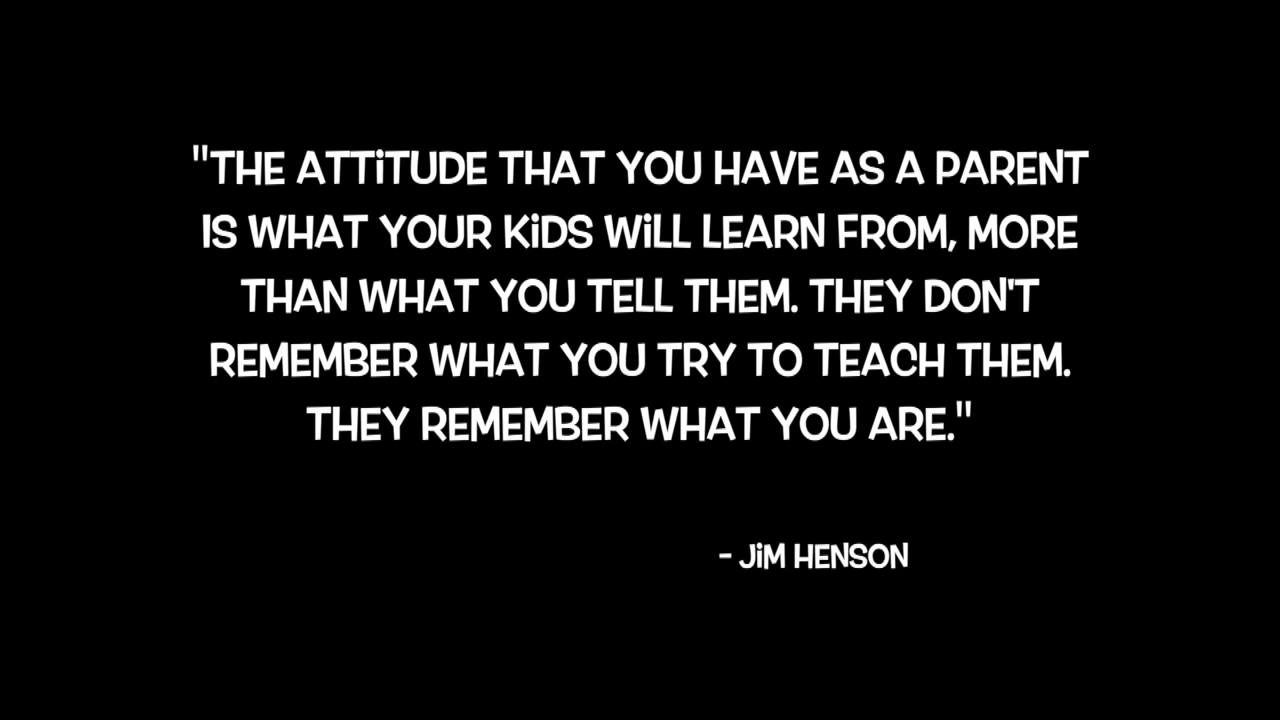 "THE ATTiTUDE THAT YOU HAVE AS A PARENT
IS WHAT YOUR KiDS WiLL LEARN FROM, MORE
THAN WHAT YOU TELL THEM. THEY DON'T
REMEMBER WHAT YOU TRY TO TEACH THEM.
THEY REMEMBER WHAT YOU ARE."
- JiM HENSON